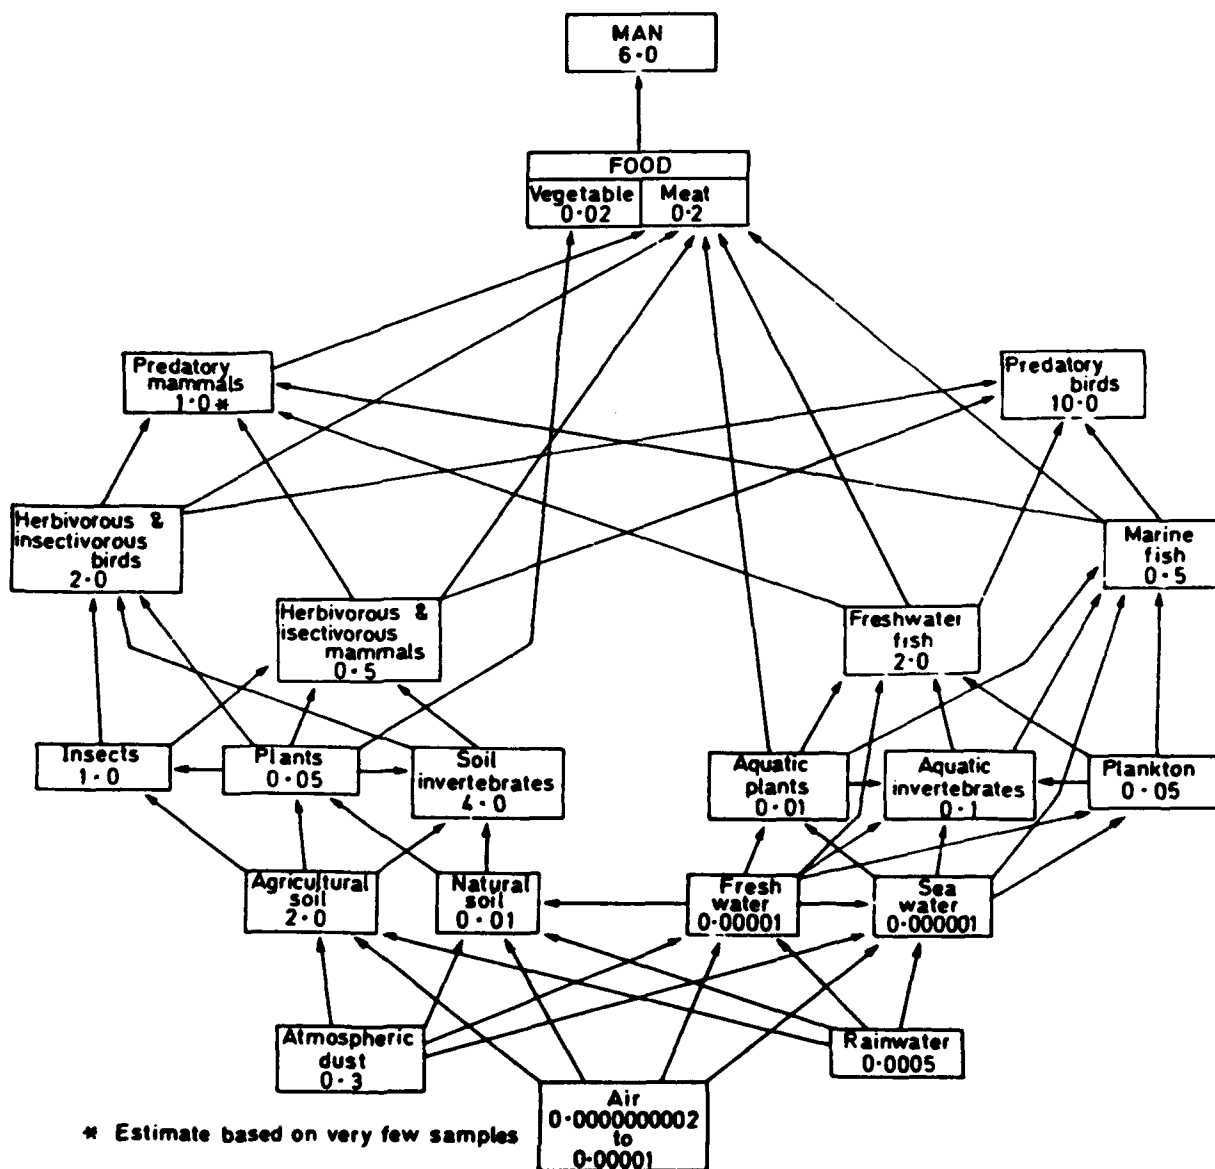 MAN
6·0
FOOD
Vegetable
0·02
Meat
0·2
Predatory
mammals
1·0*
Predatory
birds
10·0
Herbivorous &
insectivorous
birds
2·0
Marine
fish
0·5
Herbivorous &
isectivorous
mammals
0·5
Freshwater
fish
2·0
Insects
1·0
Plants
0·05
Soil
invertebrates
4·0
Aquatic
plants
0·01
Aquatic
invertebrates
0·1
Plankton
0·05
Agricultural
soil
2·0
Natural
soil
0·01
Fresh
water
0·00001
Sea
water
0·000001
Atmospheric
dust
0·3
Rainwater
0·0005
Air
0·0000000002
to
0·00001
* Estimate based on very few samples